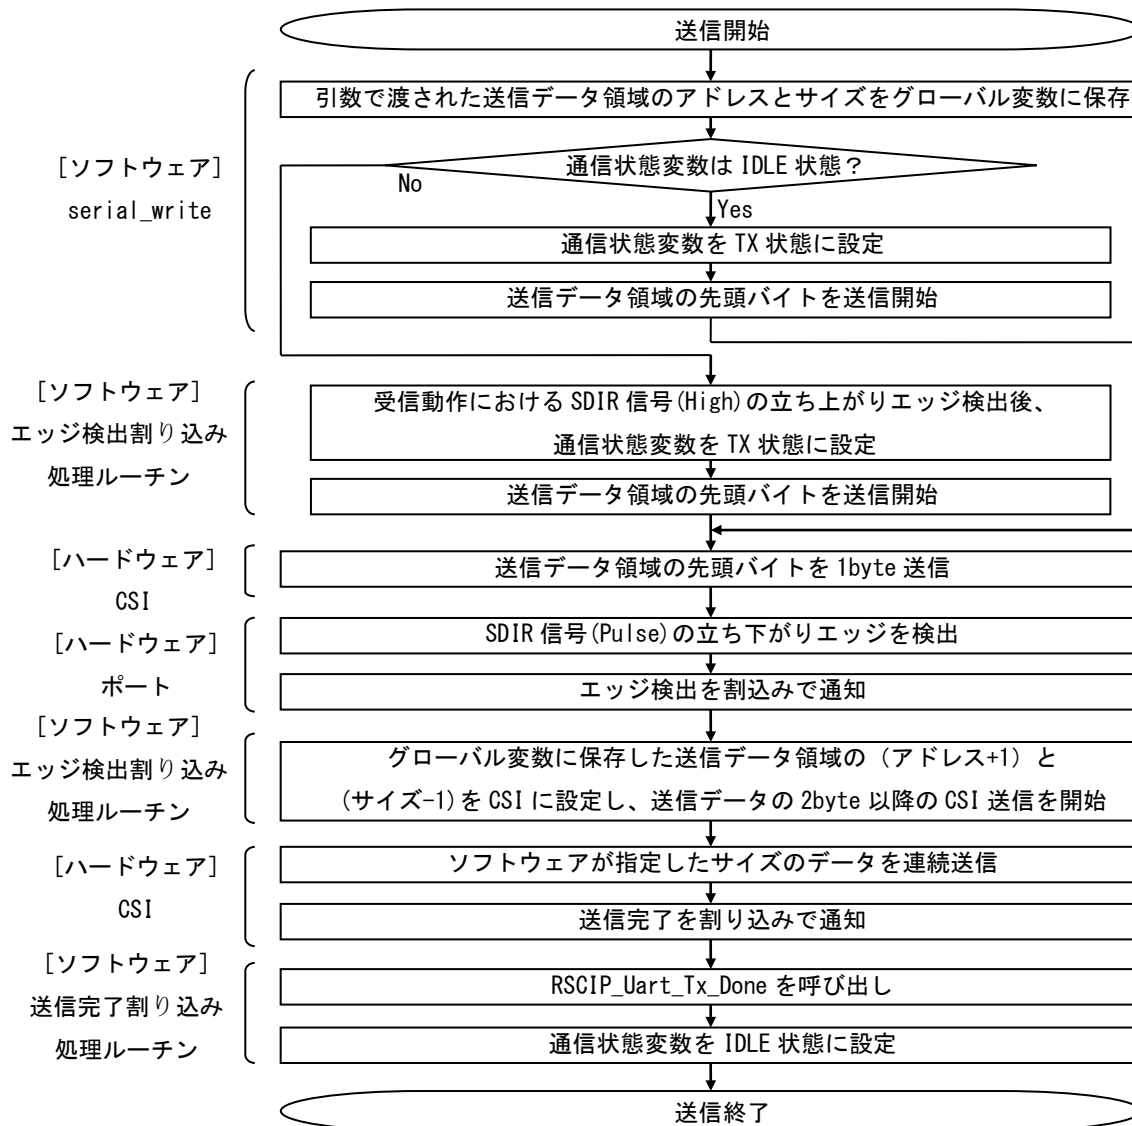 送信開始
引数で渡された送信データ領域のアドレスとサイズをグローバル変数に保存
[ソフトウェア]
serial_write
通信状態変数は IDLE 状態？
No
Yes
通信状態変数を TX 状態に設定
送信データ領域の先頭バイトを送信開始
[ソフトウェア]
エッジ検出割り込み
処理ルーチン
受信動作における SDIR 信号(High)の立ち上がりエッジ検出後、
通信状態変数を TX 状態に設定
送信データ領域の先頭バイトを送信開始
[ハードウェア]
CSI
送信データ領域の先頭バイトを 1byte 送信
[ハードウェア]
ポート
SDIR 信号(Pulse)の立ち下がりエッジを検出
エッジ検出を割込みで通知
[ソフトウェア]
エッジ検出割り込み
処理ルーチン
グローバル変数に保存した送信データ領域の（アドレス+1）と
(サイズ-1)を CSI に設定し、送信データの 2byte 以降の CSI 送信を開始
[ハードウェア]
CSI
ソフトウェアが指定したサイズのデータを連続送信
送信完了を割り込みで通知
[ソフトウェア]
送信完了割り込み
処理ルーチン
RSCIP_Uart_Tx_Done を呼び出し
通信状態変数を IDLE 状態に設定
送信終了